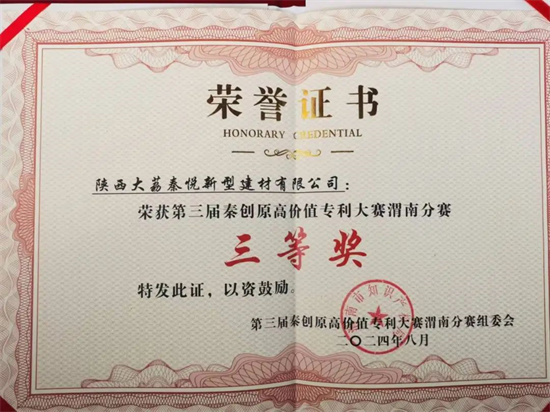 荣誉证书
HONORARY CREDENTIAL
陕西大荔秦悦新型建材有限公司：
荣获第三届秦创原高价值专利大赛渭南分赛
三等奖
特发此证，以资鼓励。
第三届秦创原高价值专利大赛渭南分赛组委会
二〇二四年八月